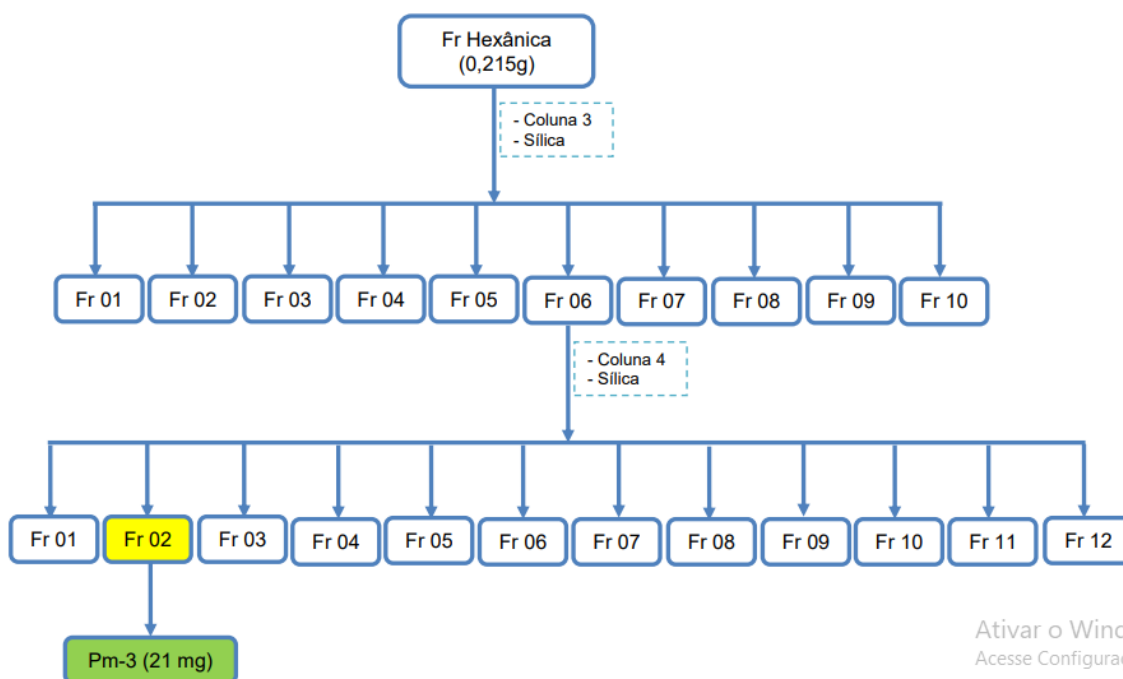 Fr Hexânica
(0,215g)
- Coluna 3
- Sílica
Fr 01
Fr 02
Fr 03
Fr 04
Fr 05
Fr 06
Fr 07
Fr 08
Fr 09
Fr 10
- Coluna 4
- Sílica
Fr 01
Fr 02
Fr 03
Fr 04
Fr 05
Fr 06
Fr 07
Fr 08
Fr 09
Fr 10
Fr 11
Fr 12
Pm-3 (21 mg)
Ativar o Wind
Acesse Configuraç